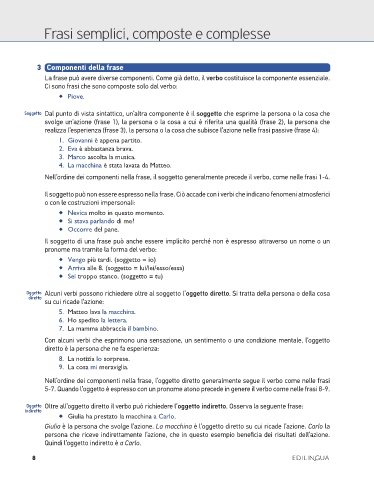 Frasi semplici, composte e complesse
3 Componenti della frase
La frase può avere diverse componenti. Come già detto, il verbo costituisce la componente essenziale.
Ci sono frasi che sono composte solo dal verbo:
✦ Piove.
Soggetto Dal punto di vista sintattico, un'altra componente è il soggetto che esprime la persona o la cosa che
svolge un'azione (frase 1), la persona o la cosa a cui è riferita una qualità (frase 2), la persona che
realizza l'esperienza (frase 3), la persona o la cosa che subisce l'azione nelle frasi passive (frase 4):
1. Giovanni è appena partito.
2. Eva è abbastanza brava.
3. Marco ascolta la musica.
4. La macchina è stata lavata da Matteo.
Nell'ordine dei componenti nella frase, il soggetto generalmente precede il verbo, come nelle frasi 1-4.
Il soggetto può non essere espresso nella frase. Ciò accade con i verbi che indicano fenomeni atmosferici
o con le costruzioni impersonali:
✦ Nevica molto in questo momento.
✦ Si stava parlando di me!
✦ Occorre del pane.
Il soggetto di una frase può anche essere implicito perché non è espresso attraverso un nome o un
pronome ma tramite la forma del verbo:
✦ Vengo più tardi. (soggetto = io)
✦ Arriva alle 8. (soggetto = lui/lei/esso/essa)
✦ Sei troppo stanco. (soggetto = tu)
Oggetto diretto Alcuni verbi possono richiedere oltre al soggetto l'oggetto diretto. Si tratta della persona o della cosa
su cui ricade l'azione:
5. Matteo lava la macchina.
6. Ho spedito la lettera.
7. La mamma abbraccia il bambino.
Con alcuni verbi che esprimono una sensazione, un sentimento o una condizione mentale, l'oggetto
diretto è la persona che ne fa esperienza:
8. La notizia lo sorprese.
9. La cosa mi meraviglia.
Nell'ordine dei componenti nella frase, l'oggetto diretto generalmente segue il verbo come nelle frasi
5-7. Quando l'oggetto è espresso con un pronome atono precede in genere il verbo come nelle frasi 8-9.
Oggetto indiretto Oltre all'oggetto diretto il verbo può richiedere l'oggetto indiretto. Osserva la seguente frase:
✦ Giulia ha prestato la macchina a Carlo.
Giulia è la persona che svolge l'azione. La macchina è l'oggetto diretto su cui ricade l'azione. Carlo la
persona che riceve indirettamente l'azione, che in questo esempio beneficia dei risultati dell'azione.
Quindi l'oggetto indiretto è a Carlo.
8 EDILINGUA